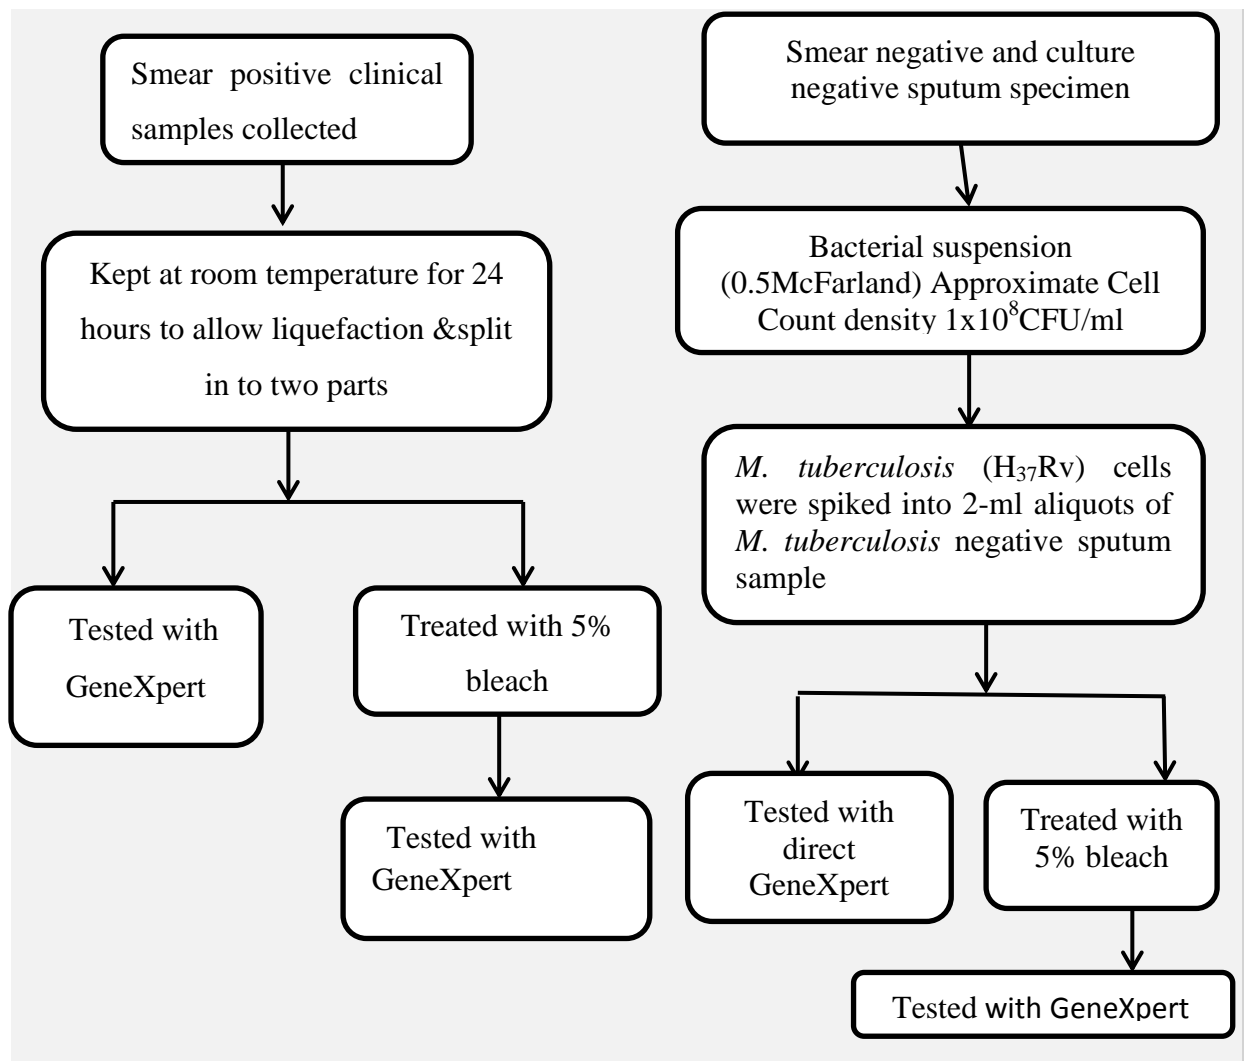 Smear positive clinical
samples collected
Kept at room temperature for 24
hours to allow liquefaction &split
in to two parts
Tested with
GeneXpert
Treated with 5%
bleach
Tested with
GeneXpert
Smear negative and culture
negative sputum specimen
Bacterial suspension
(0.5McFarland) Approximate Cell
Count density 1x10⁸CFU/ml
M. tuberculosis (H₃₇Rv) cells
were spiked into 2-ml aliquots of
M. tuberculosis negative sputum
sample
Tested with
direct
GeneXpert
Treated with
5% bleach
Tested with GeneXpert